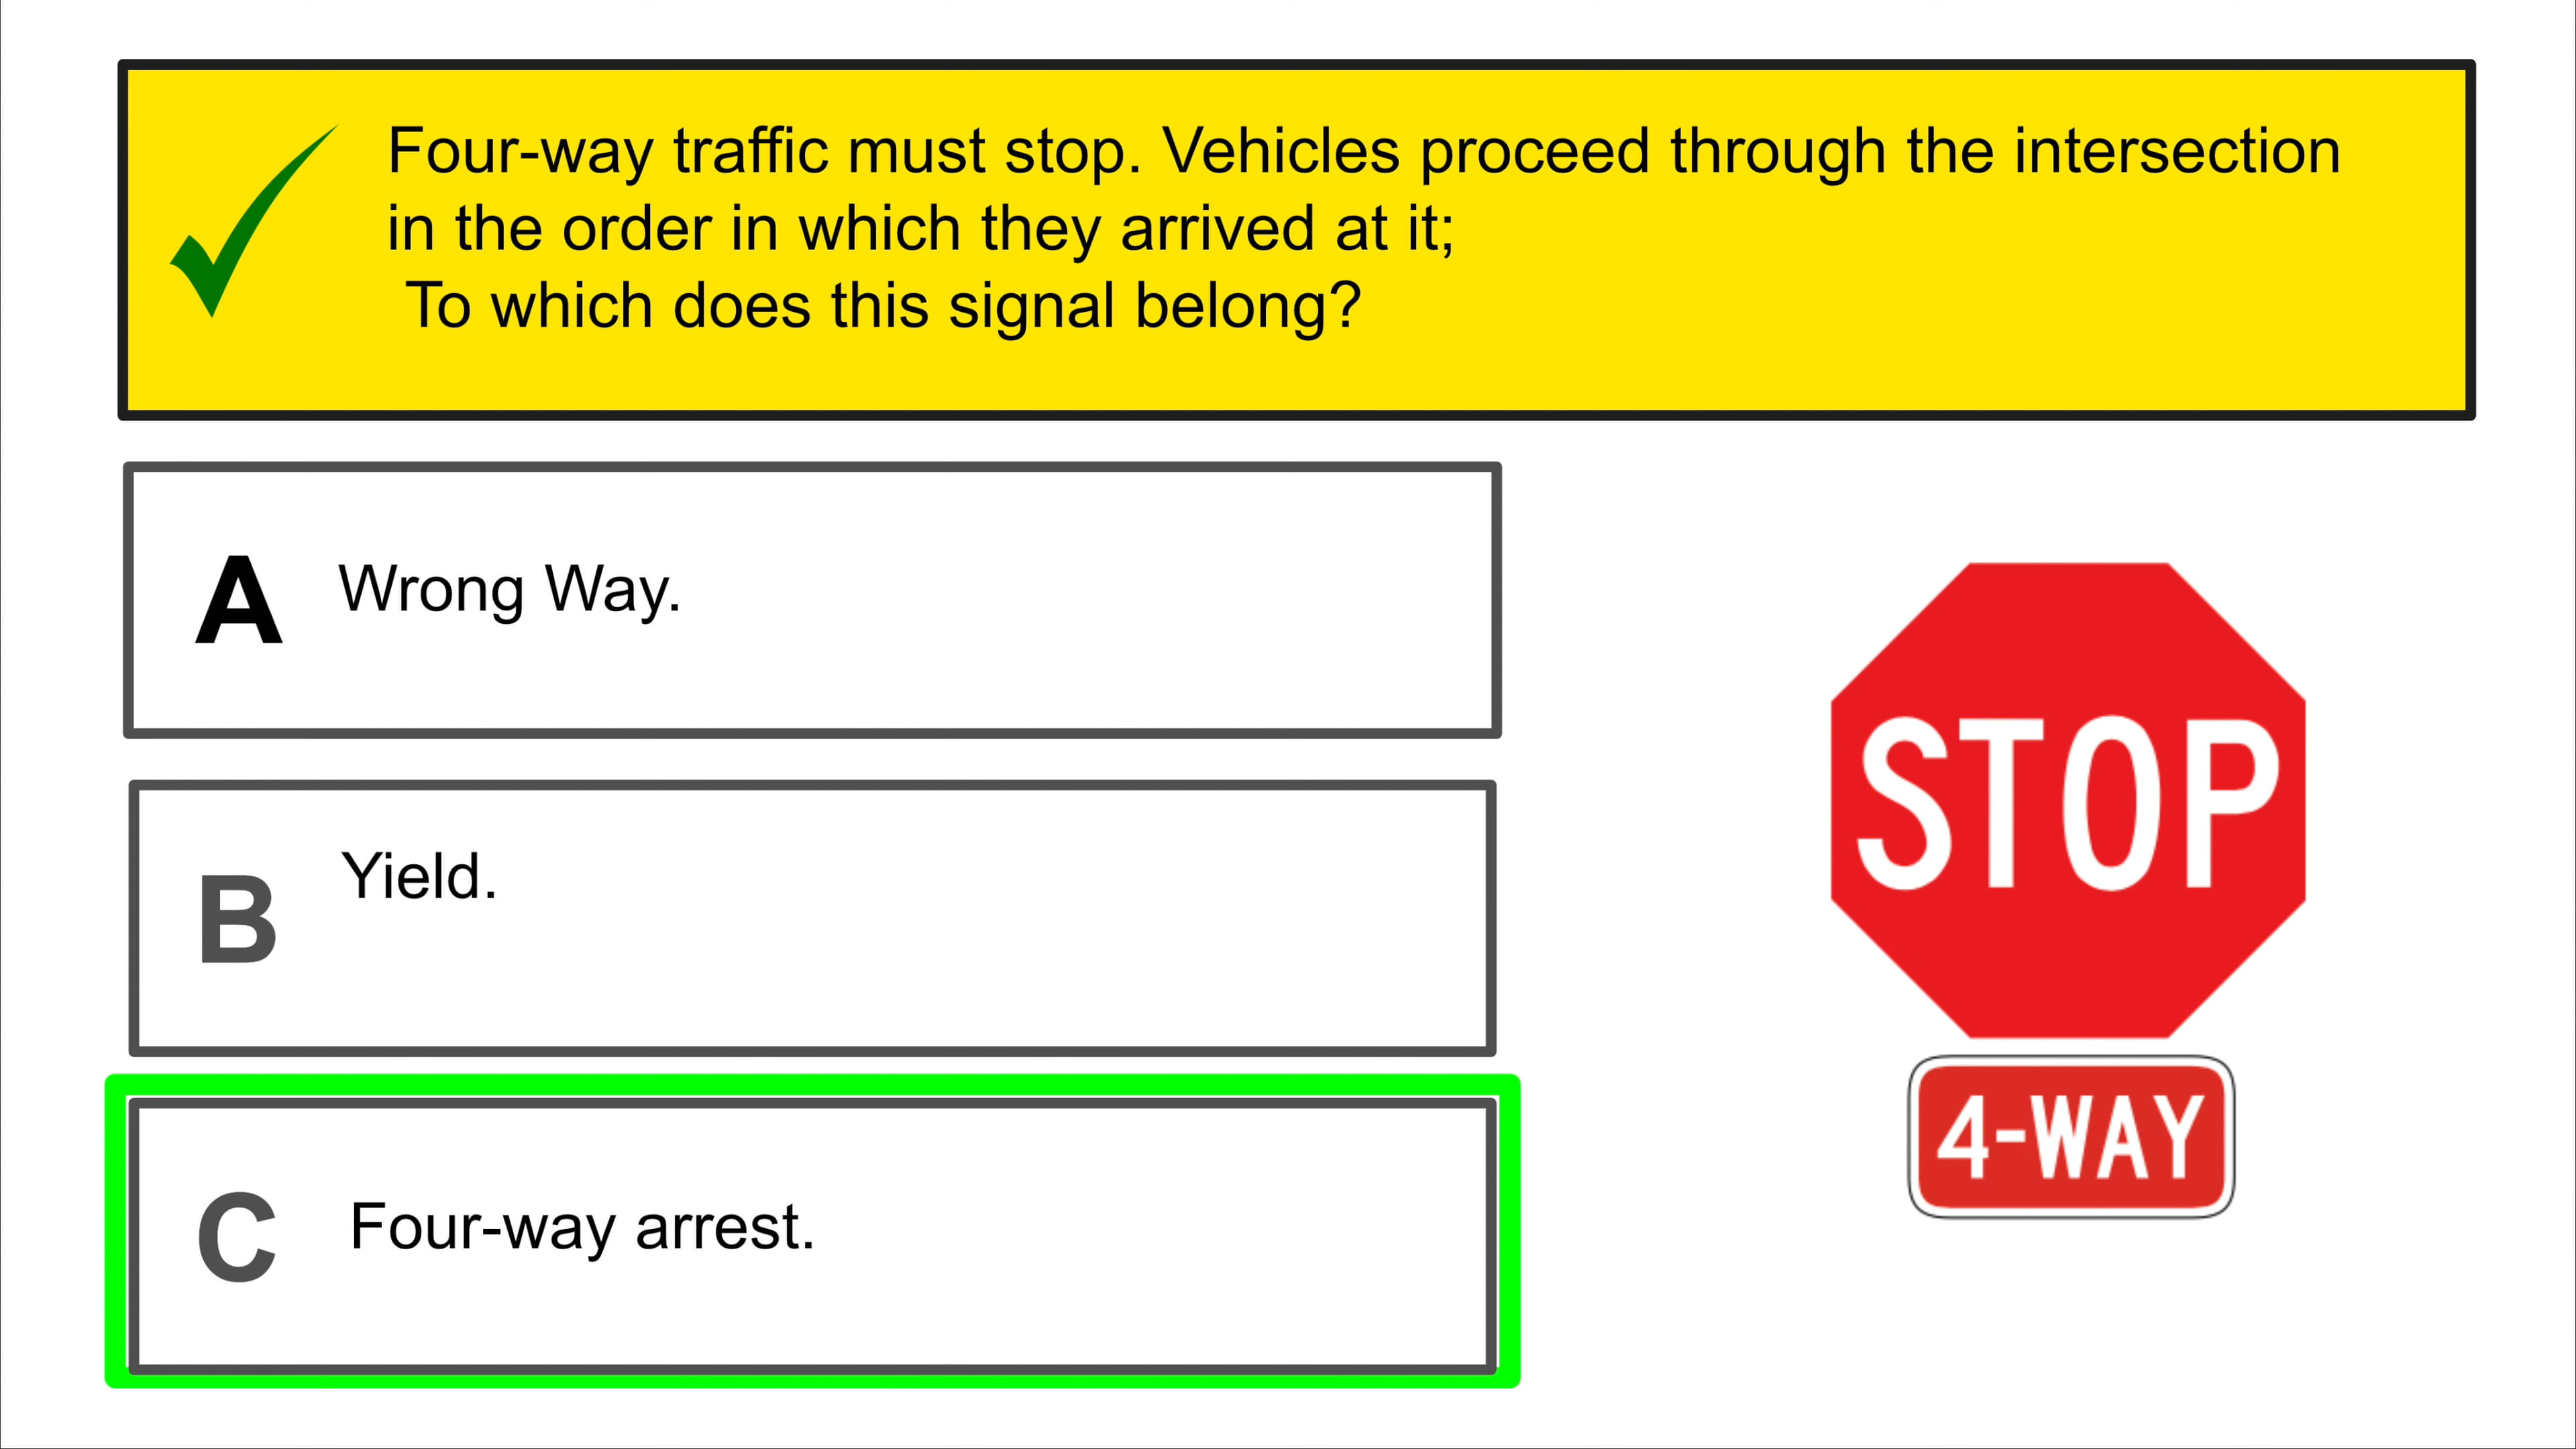 Four-way traffic must stop. Vehicles proceed through the intersection
in the order in which they arrived at it;
To which does this signal belong?
A Wrong Way.
B Yield.
C Four-way arrest.
STOP
4-WAY